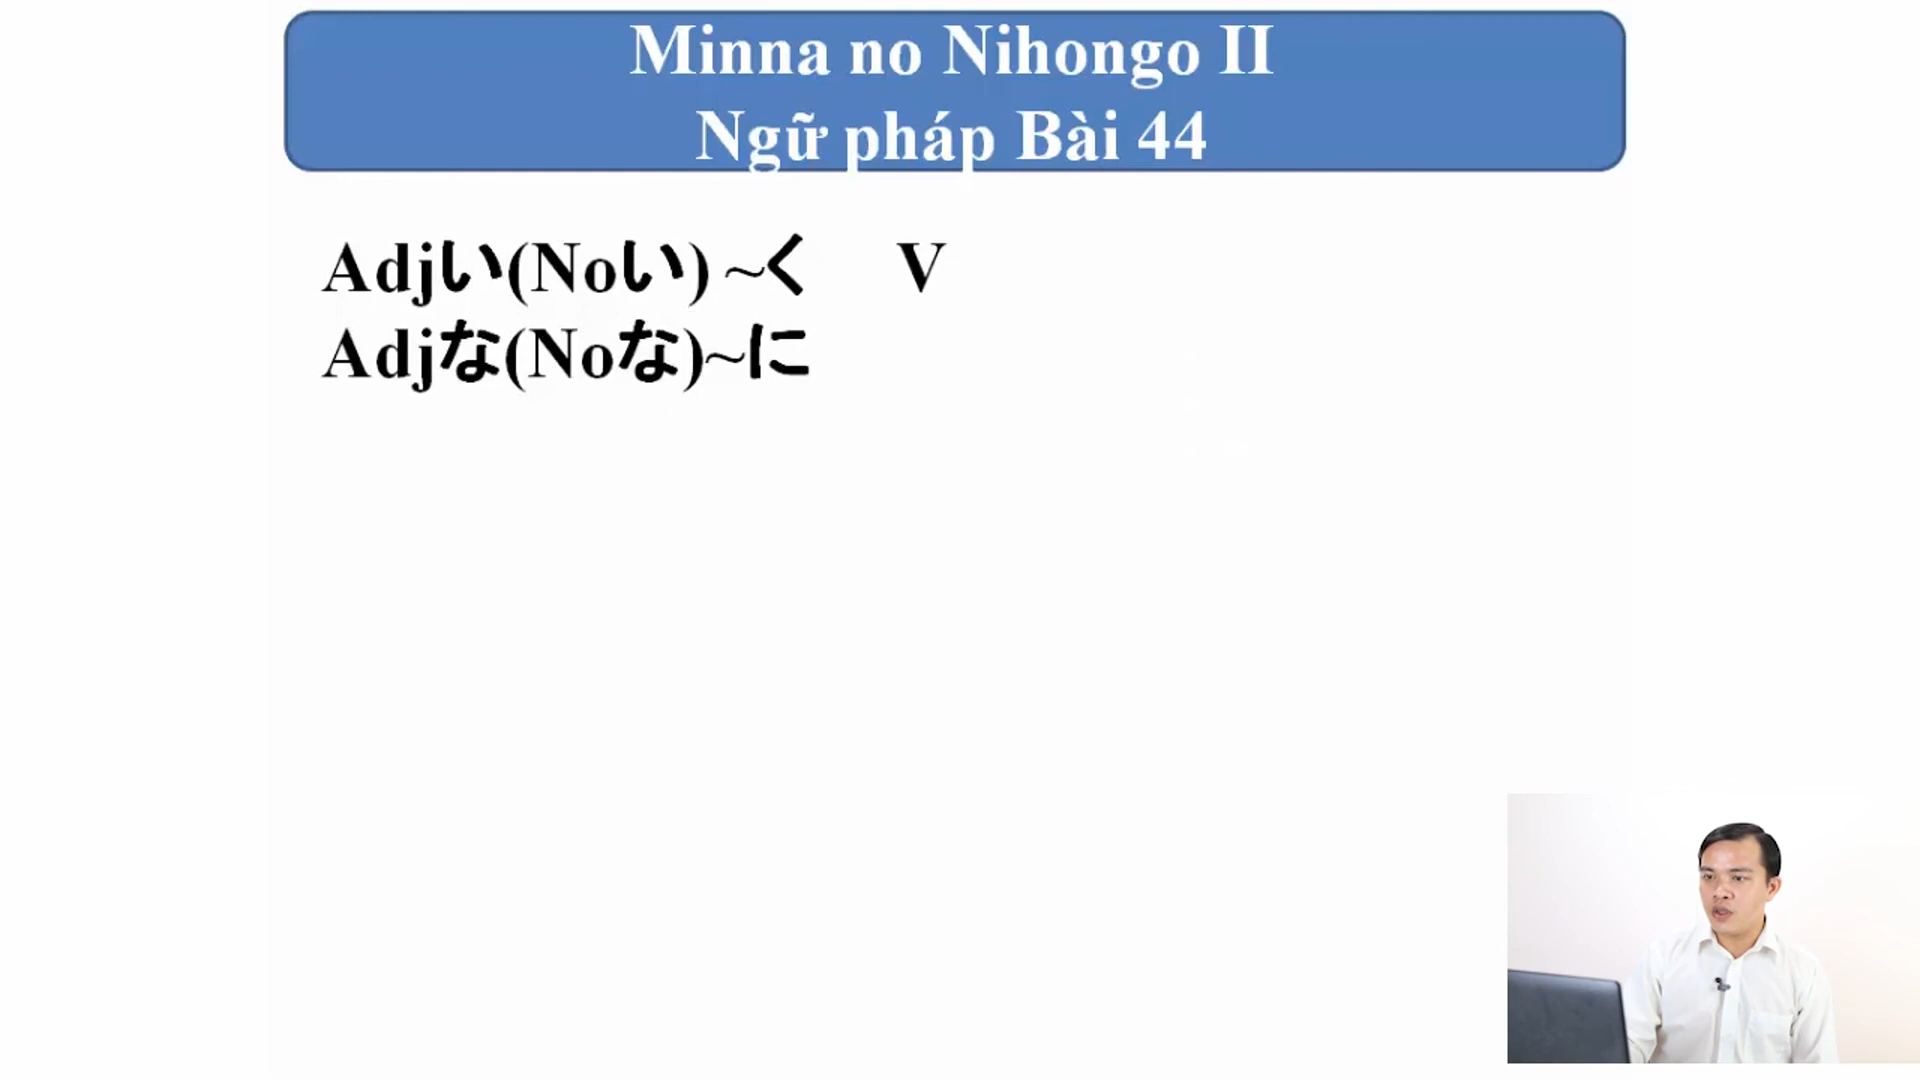 Minna no Nihongo II
Ngữ pháp Bài 44
Adjい(Noい) ~く V
Adjな(Noな)~に